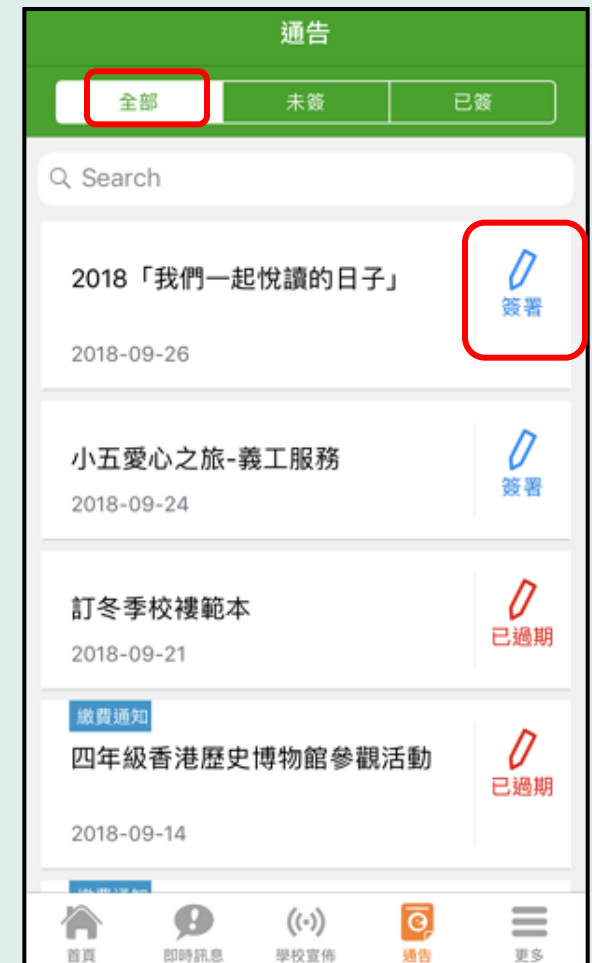 通告
全部 未簽 已簽
Search
2018「我們一起悅讀的日子」
簽署
2018-09-26
小五愛心之旅-義工服務
簽署
2018-09-24
訂冬季校褸範本
已過期
2018-09-21
繳費通知
四年級香港歷史博物館參觀活動
已過期
2018-09-14
首頁 即時訊息 學校宣佈 通告 更多